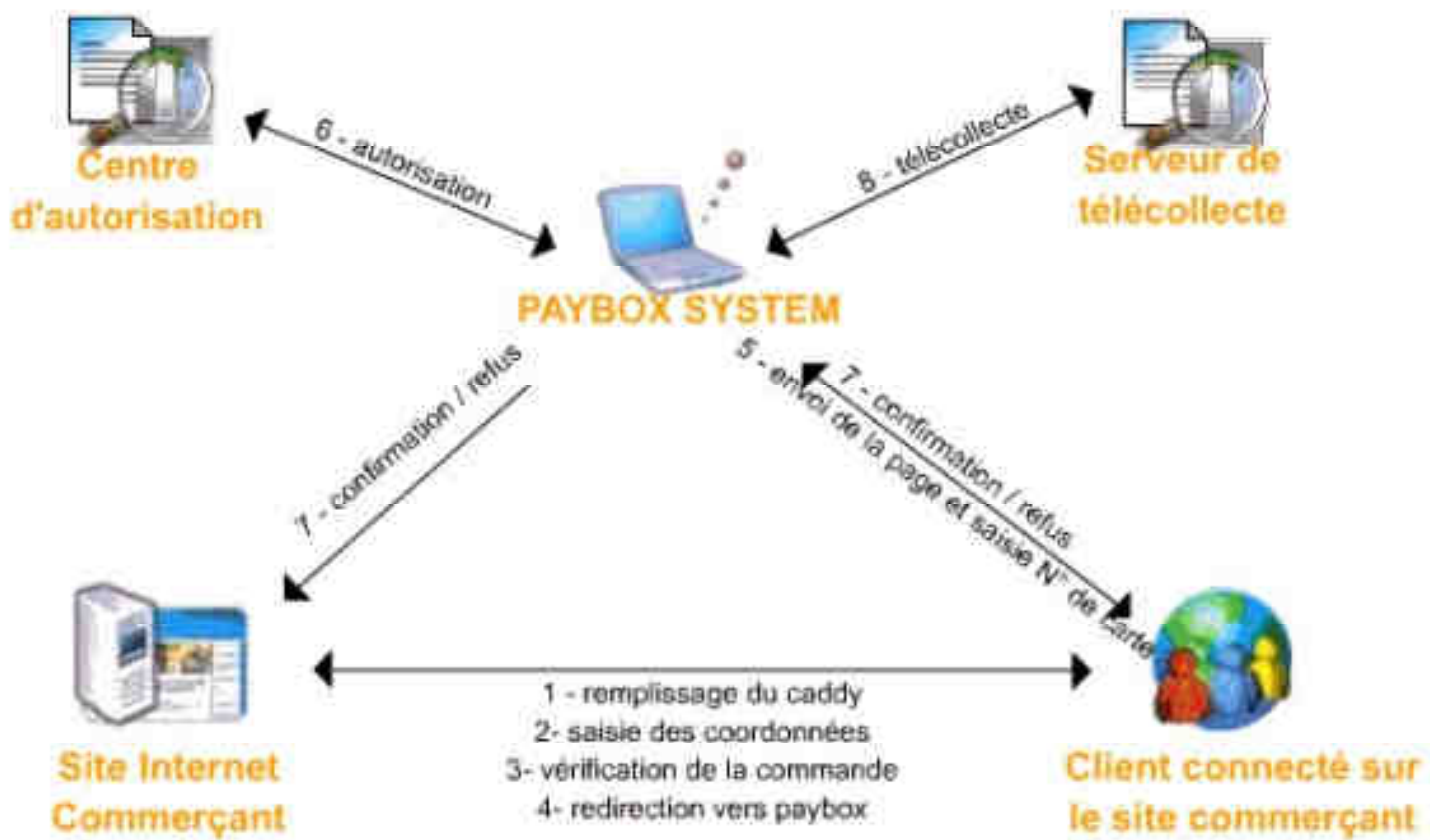 Centre
d'autorisation
6 - autorisation
8 - télécollecte
Serveur de
télécollecte
PAYBOX SYSTEM
7 - confirmation / refus
5 - envoi de la page et saisie N° de carte
7 - confirmation / refus
1 - remplissage du caddy
2- saisie des coordonnées
3- vérification de la commande
4- redirection vers paybox
Site Internet
Commerçant
Client connecté sur
le site commerçant